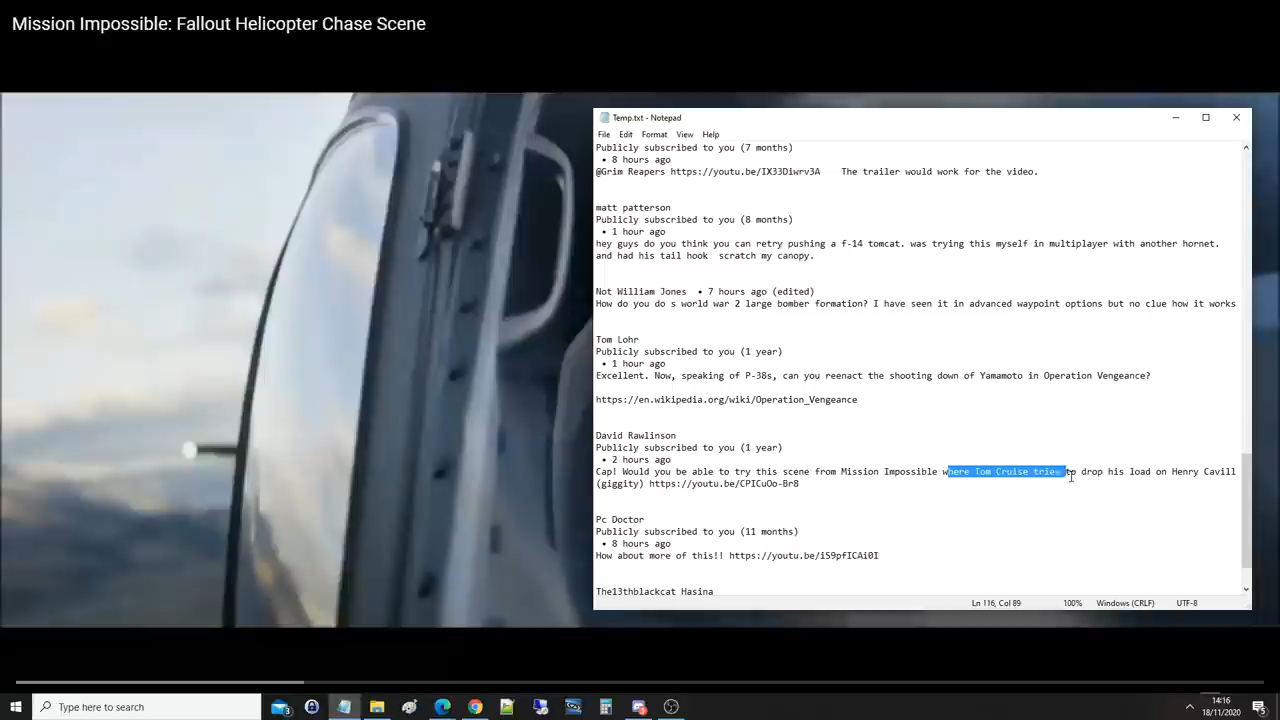 Mission Impossible: Fallout Helicopter Chase Scene
Temp.txt - Notepad
File Edit Format View Help
Publicly subscribed to you (7 months)
• 8 hours ago
@Grim Reapers https://youtu.be/IX33Diwrv3A    The trailer would work for the video.
matt patterson
Publicly subscribed to you (8 months)
• 1 hour ago
hey guys do you think you can retry pushing a f-14 tomcat. was trying this myself in multiplayer with another hornet.
and had his tail hook  scratch my canopy.
Not William Jones  • 7 hours ago (edited)
How do you do s world war 2 large bomber formation? I have seen it in advanced waypoint options but no clue how it works
Tom Lohr
Publicly subscribed to you (1 year)
• 1 hour ago
Excellent. Now, speaking of P-38s, can you reenact the shooting down of Yamamoto in Operation Vengeance?
https://en.wikipedia.org/wiki/Operation_Vengeance
David Rawlinson
Publicly subscribed to you (1 year)
• 2 hours ago
Cap! Would you be able to try this scene from Mission Impossible where Tom Cruise tries to drop his load on Henry Cavill
(giggity) https://youtu.be/CPICuOo-Br8
Pc Doctor
Publicly subscribed to you (11 months)
• 8 hours ago
How about more of this!! https://youtu.be/iS9pfICAi0I
The13thblackcat Hasina
Ln 116, Col 89 100% Windows (CRLF) UTF-8
Type here to search
3
14:16
18/11/2020
5